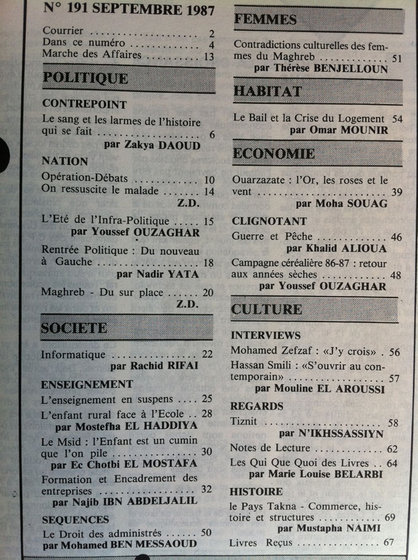 N° 191 SEPTEMBRE 1987
Courrier .................... 2
Dans ce numéro ............. 4
Marche des Affaires ......... 13
POLITIQUE
CONTREPOINT
Le sang et les larmes de l'histoire
qui se fait .................. 6
par Zakya DAOUD
NATION
Opération-Débats ........... 10
On ressuscite le malade ..... 14
Z.D.
L'Eté de l'Infra-Politique .... 15
par Youssef OUZAGHAR
Rentrée Politique : Du nouveau
à Gauche .................. 18
par Nadir YATA
Maghreb - Du sur place ..... 20
Z.D.
SOCIETE
Informatique ............... 22
par Rachid RIFAI
ENSEIGNEMENT
L'enseignement en suspens ... 25
L'enfant rural face à l'Ecole .. 28
par Mostefha EL HADDIYA
Le Msid : l'Enfant est un cumin
que l'on pile ............... 30
par Ec Chotbi EL MOSTAFA
Formation et Encadrement des
entreprises ................. 32
par Najib IBN ABDELJALIL
SEQUENCES
Le Droit des administrés ..... 50
par Mohamed BEN MESSAOUD
FEMMES
Contradictions culturelles des fem-
mes du Maghreb ............ 51
par Thérèse BENJELLOUN
HABITAT
Le Bail et la Crise du Logement 54
par Omar MOUNIR
ECONOMIE
Ouarzazate : l'Or, les roses et le
vent ....................... 39
par Moha SOUAG
CLIGNOTANT
Guerre et Pêche ............ 46
par Khalid ALIOUA
Campagne céréalière 86-87 : retour
aux années sèches ........... 48
par Youssef OUZAGHAR
CULTURE
INTERVIEWS
Mohamed Zefzaf : «J'y crois» . 56
Hassan Smili : «S'ouvrir au con-
temporain» ................. 57
par Mouline EL AROUSSI
REGARDS
Tiznit ...................... 58
par N'IKHSSASSIYN
Notes de Lecture ............ 62
Les Qui Que Quoi des Livres .. 64
par Marie Louise BELARBI
HISTOIRE
le Pays Takna - Commerce, his-
toire et structures ............ 69
par Mustapha NAIMI
Livres Reçus ................ 67